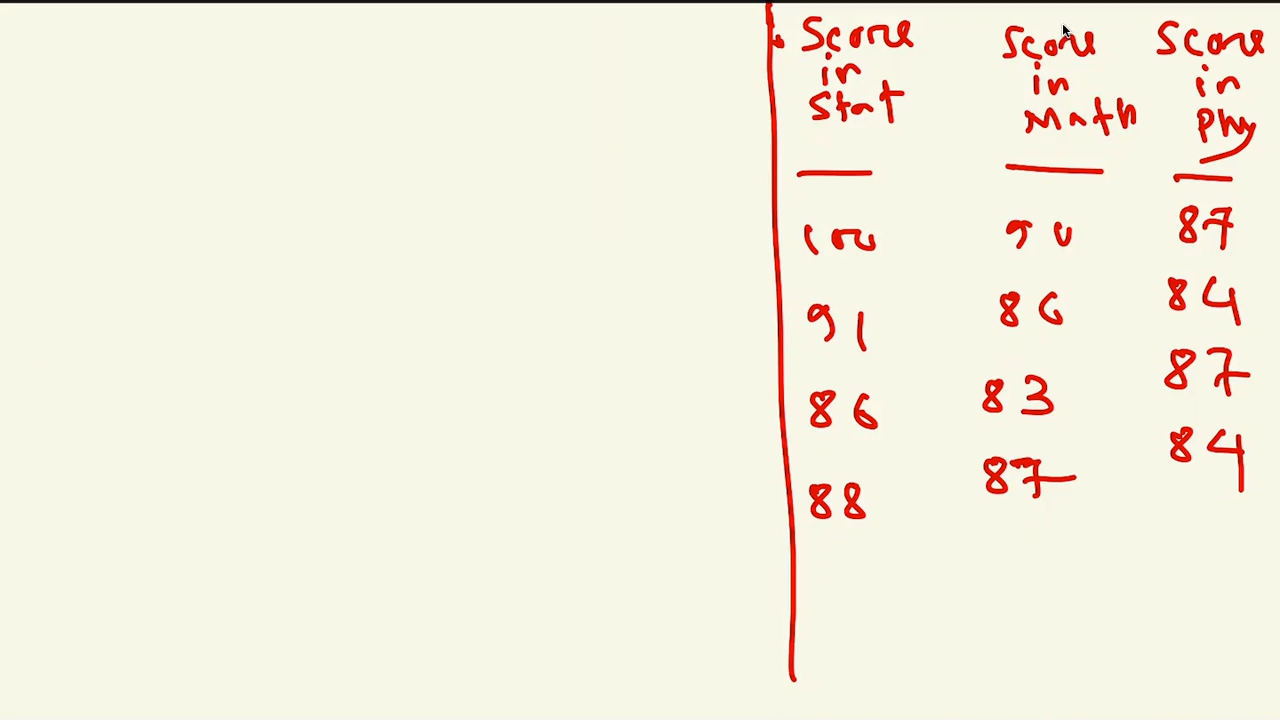 Score Score Score
in in in
Stat Math Phy
100 90 87
91 86 84
86 83 87
88 87 84